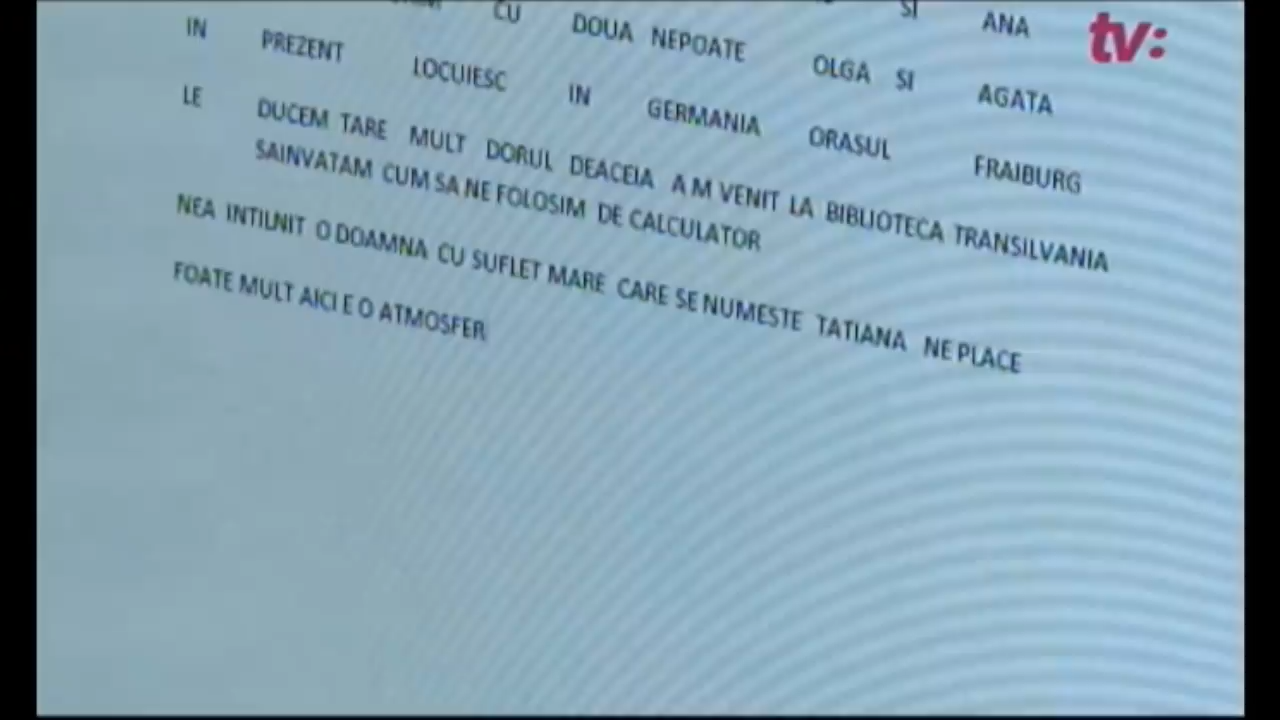 CU DOUA NEPOATE OLGA SI AGATA
SI ANA
IN PREZENT LOCUIESC IN GERMANIA ORASUL FRAIBURG
LE DUCEM TARE MULT DORUL DEACEIA A M VENIT LA BIBLIOTECA TRANSILVANIA
SAINVATAM CUM SA NE FOLOSIM DE CALCULATOR
NEA INTILNIT O DOAMNA CU SUFLET MARE CARE SE NUMESTE TATIANA NE PLACE
FOATE MULT AICI E O ATMOSFER
tv: